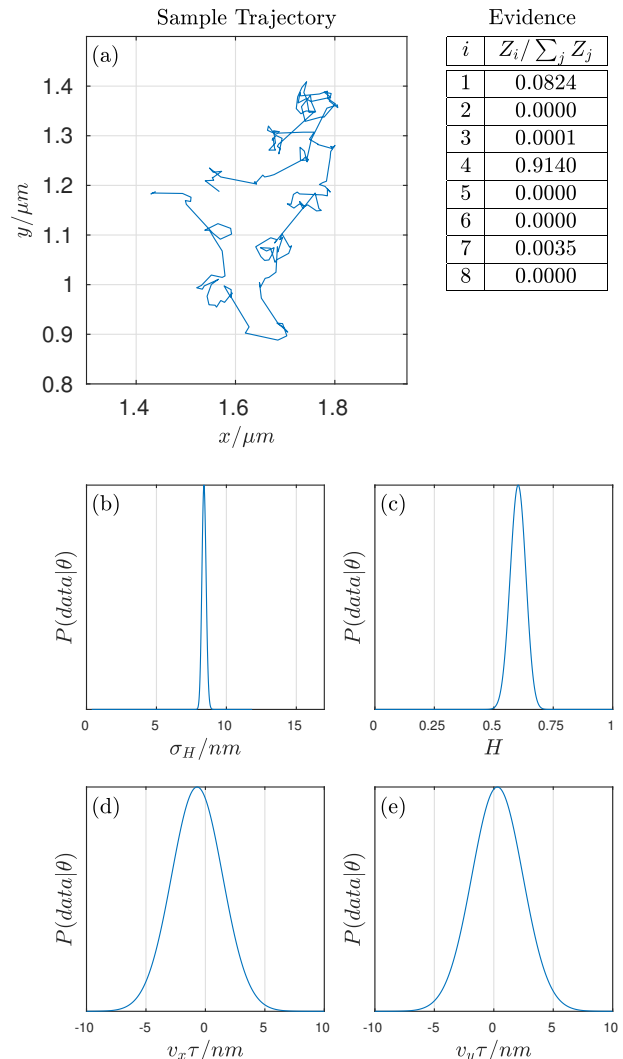 Sample Trajectory
(a)
1.4
1.3
1.2
1.1
1
0.9
0.8
y/μm
1.4
1.6
1.8
x/μm
Evidence
i Z_i/∑_j Z_j
1 0.0824
2 0.0000
3 0.0001
4 0.9140
5 0.0000
6 0.0000
7 0.0035
8 0.0000
(b)
P(data|θ)
0 5 10 15
σ_H/nm
(c)
P(data|θ)
0 0.25 0.5 0.75 1
H
(d)
P(data|θ)
-10 -5 0 5 10
v_xτ/nm
(e)
P(data|θ)
-10 -5 0 5 10
v_yτ/nm